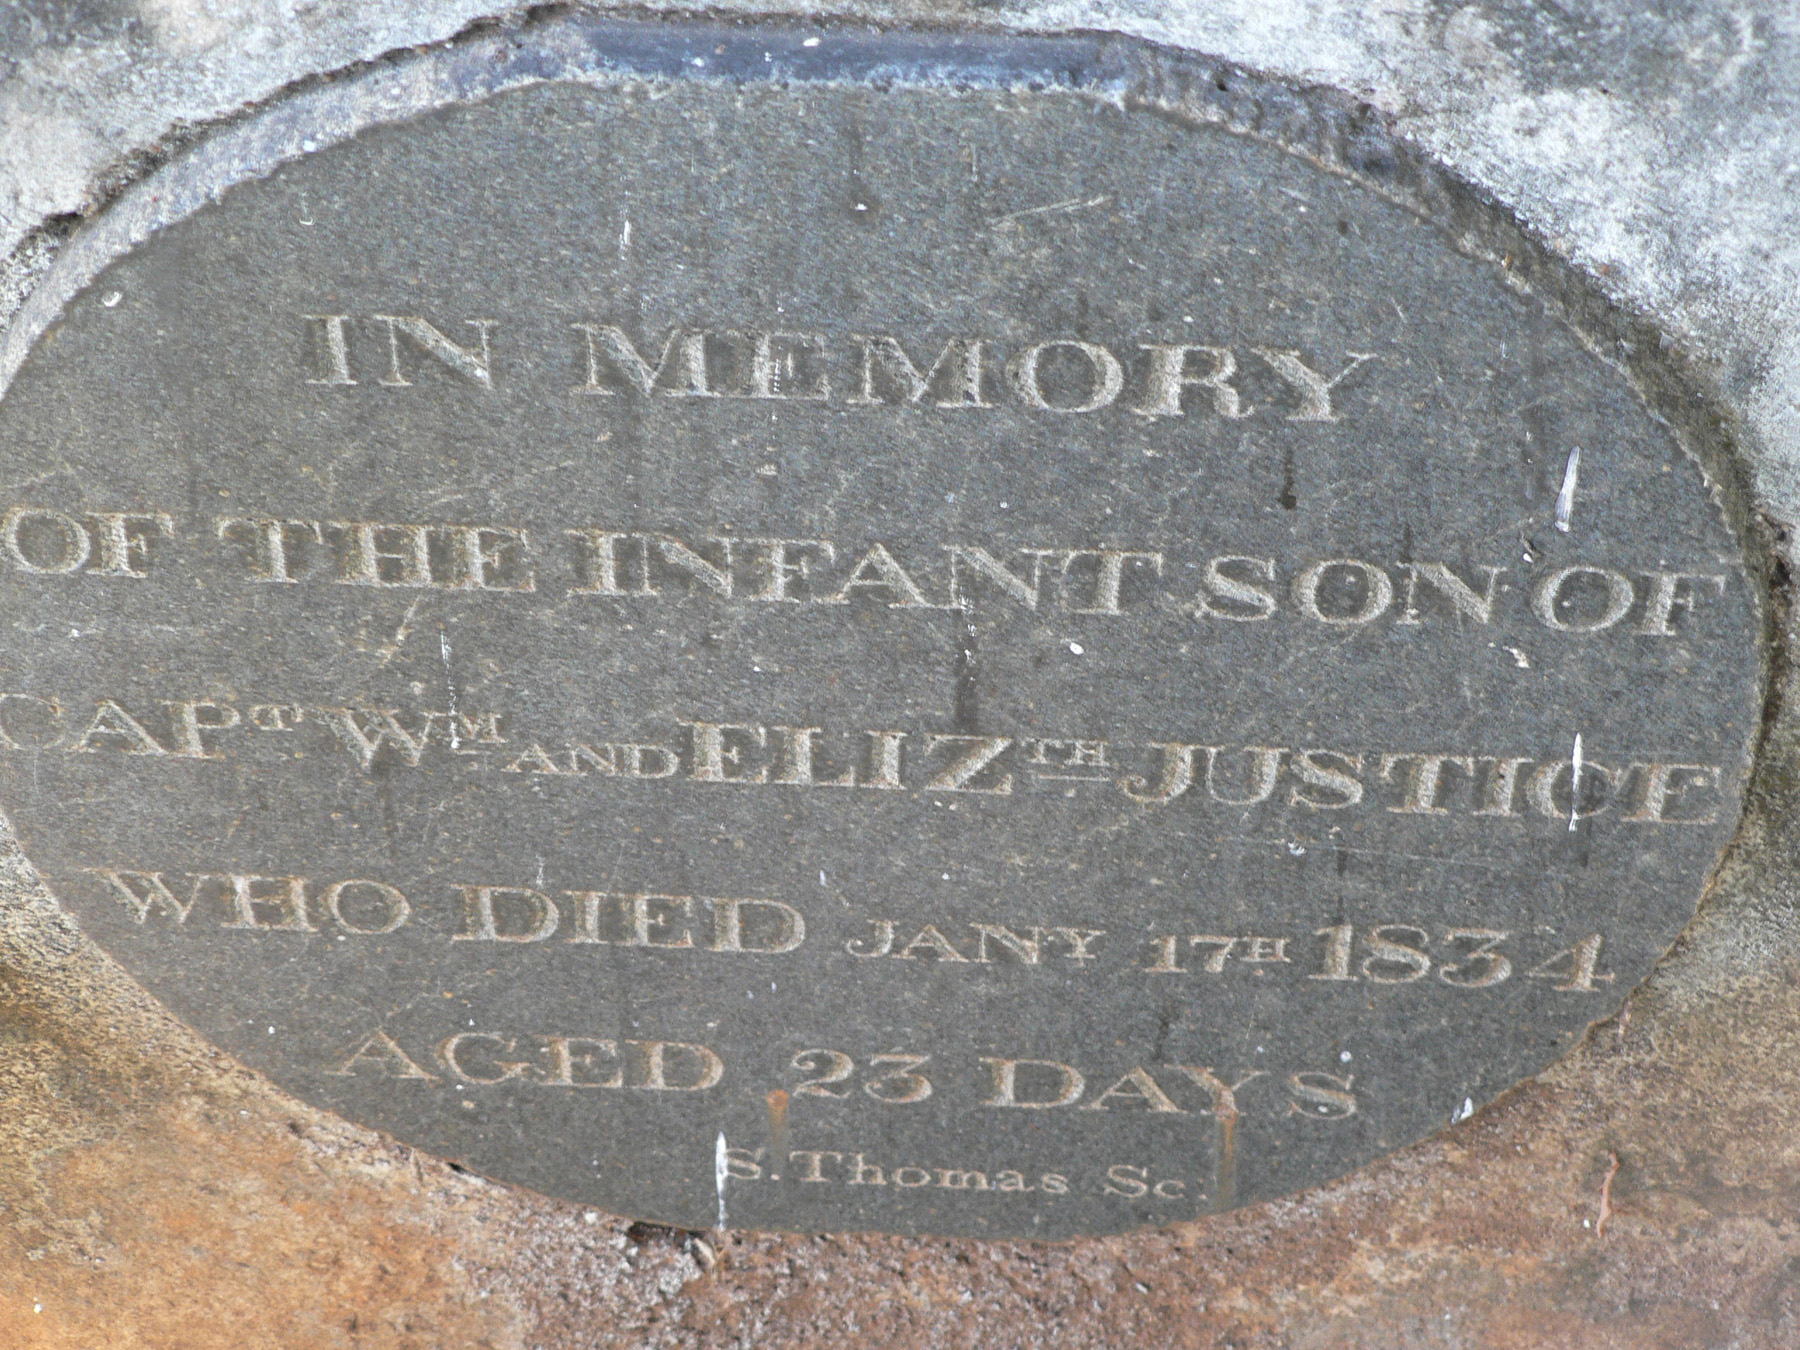 IN MEMORY
OF THE INFANT SON OF
CAPT WM AND ELIZTH JUSTICE
WHO DIED JANY 17TH 1834
AGED 23 DAYS
S. Thomas Sc.